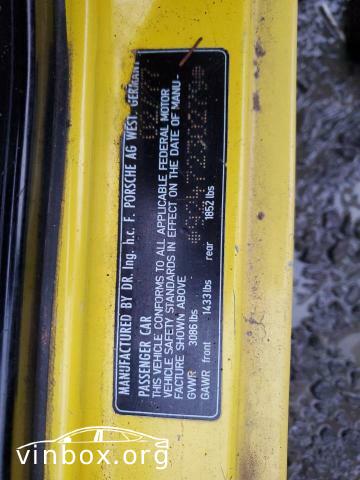 MANUFACTURED BY DR. Ing. h.c. F. PORSCHE AG WEST. GERMANY
PASSENGER CAR
THIS VEHICLE CONFORMS TO ALL APPLICABLE FEDERAL MOTOR
VEHICLE SAFETY STANDARDS IN EFFECT ON THE DATE OF MANU-
FACTURE SHOWN ABOVE
GVWR 3086 lbs
GAWR front 1433 lbs rear 1852 lbs
vinbox.org